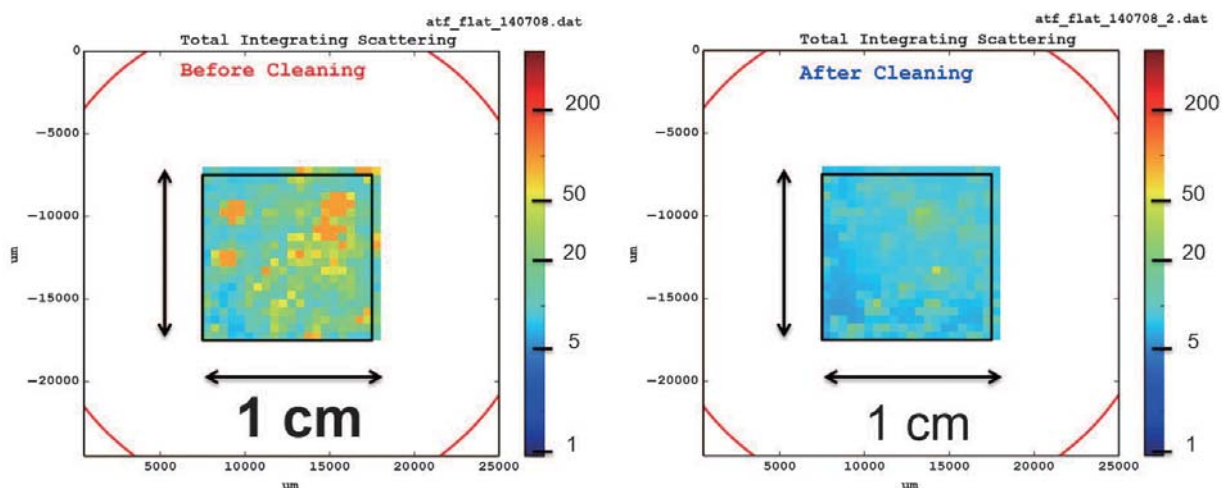 atf_flat_140708.dat
Total Integrating Scattering
Before Cleaning
0
−5000
−10000
−15000
−20000
um
5000
10000
15000
20000
25000
um
1 cm
200
50
20
5
1
atf_flat_140708_2.dat
Total Integrating Scattering
After Cleaning
0
−5000
−10000
−15000
−20000
um
5000
10000
15000
20000
25000
um
1 cm
200
50
20
5
1